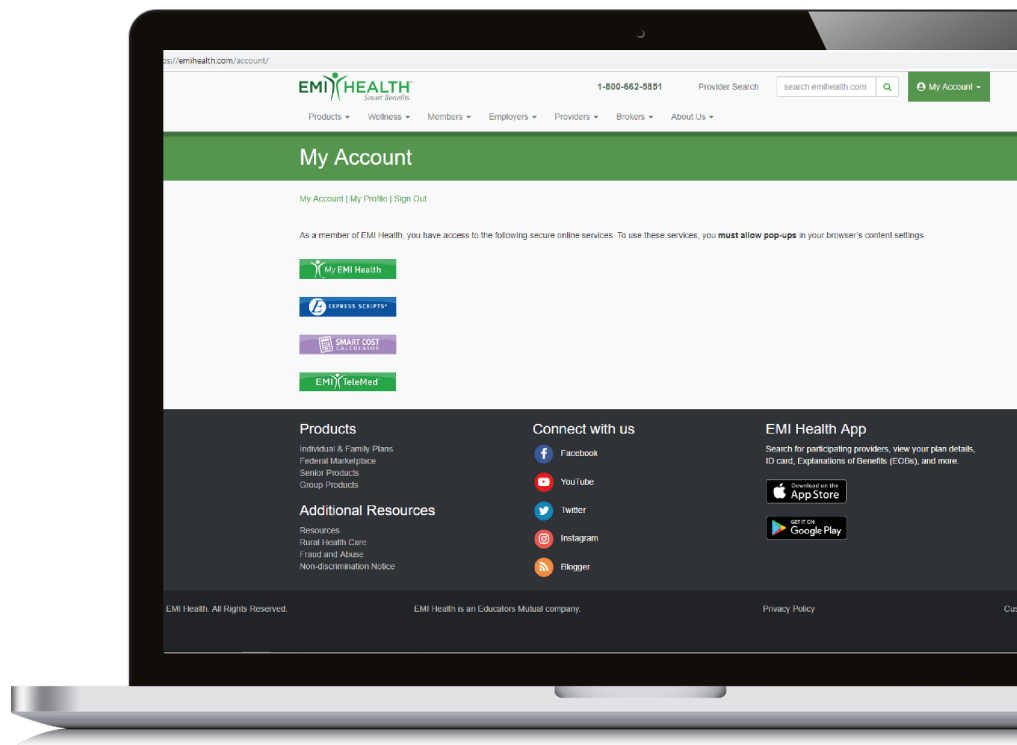 ps://emihealth.com/account/
EMI HEALTH
Smart Benefits
1-800-662-5851 Provider Search search emihealth.com My Account
Products Wellness Members Employers Providers Brokers About Us
My Account
My Account | My Profile | Sign Out
As a member of EMI Health, you have access to the following secure online services. To use these services, you must allow pop-ups in your browser's content settings.
My EMI Health
EXPRESS SCRIPTS®
SMART COST
CALCULATOR
EMI TeleMed
Products
Individual & Family Plans
Federal Marketplace
Senior Products
Group Products
Additional Resources
Resources
Rural Health Care
Fraud and Abuse
Non-discrimination Notice
Connect with us
Facebook
YouTube
Twitter
Instagram
Blogger
EMI Health App
Search for participating providers, view your plan details,
ID card, Explanations of Benefits (EOBs), and more.
Download on the
App Store
GET IT ON
Google Play
EMI Health. All Rights Reserved. EMI Health is an Educators Mutual company. Privacy Policy Cus